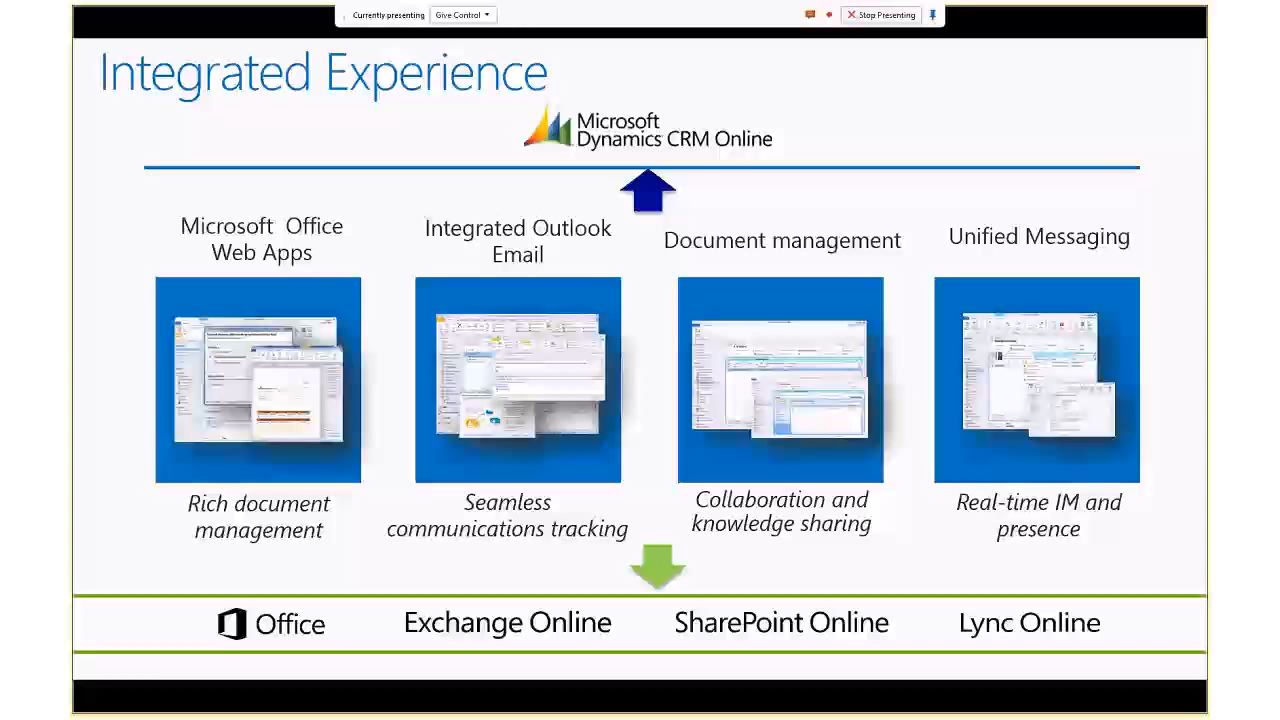 Currently presenting Give Control Stop Presenting
Integrated Experience
Microsoft
Dynamics CRM Online
Microsoft Office
Web Apps
Integrated Outlook
Email
Document management
Unified Messaging
Rich document
management
Seamless
communications tracking
Collaboration and
knowledge sharing
Real-time IM and
presence
Office Exchange Online SharePoint Online Lync Online